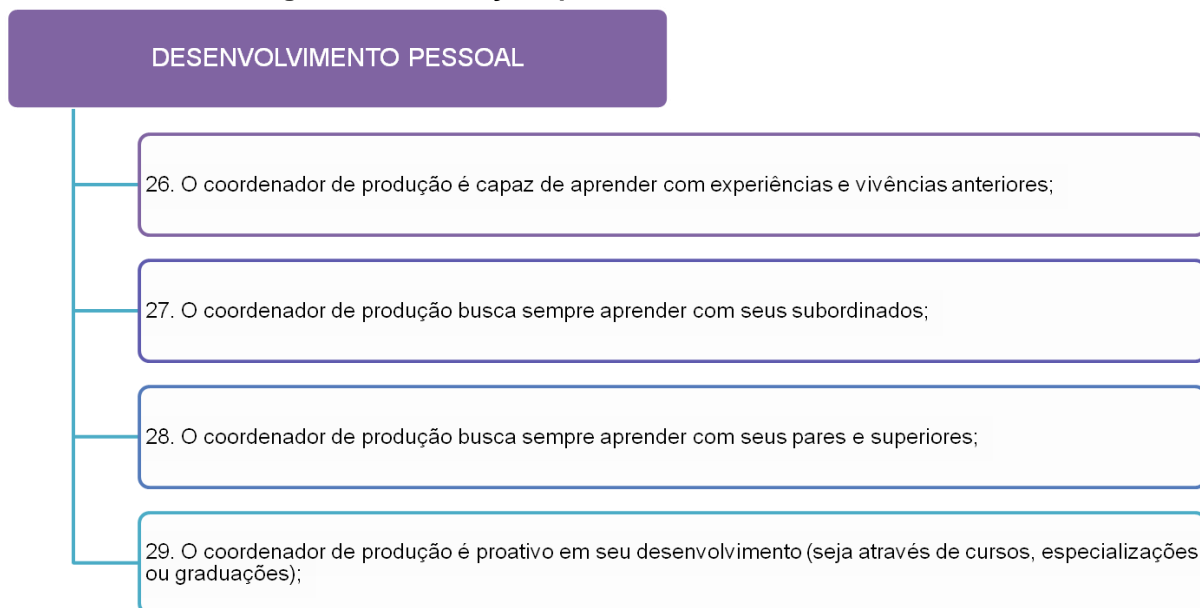 DESENVOLVIMENTO PESSOAL
26. O coordenador de produção é capaz de aprender com experiências e vivências anteriores;
27. O coordenador de produção busca sempre aprender com seus subordinados;
28. O coordenador de produção busca sempre aprender com seus pares e superiores;
29. O coordenador de produção é proativo em seu desenvolvimento (seja através de cursos, especializações
ou graduações);